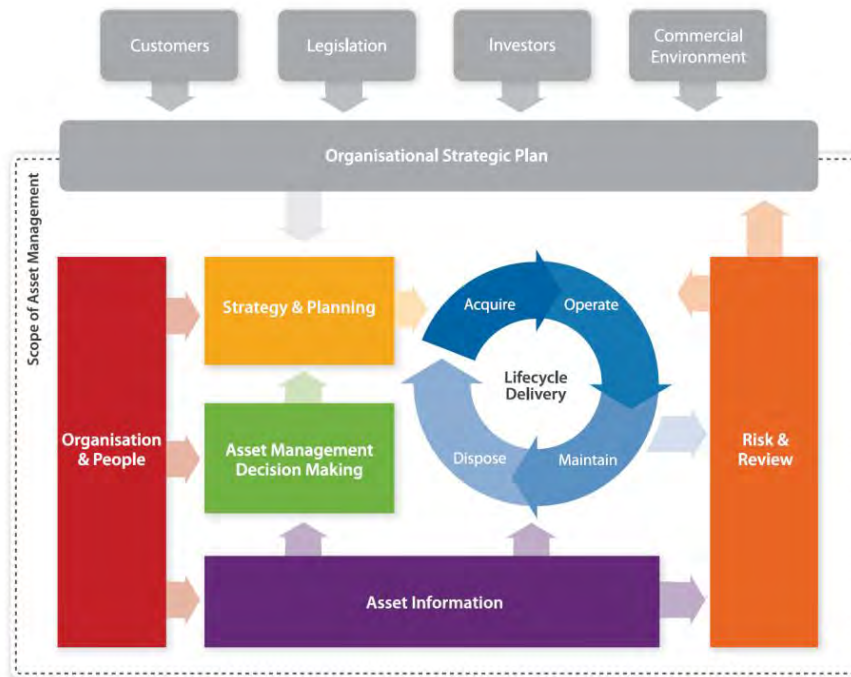 Customers
Legislation
Investors
Commercial
Environment
Organisational Strategic Plan
Scope of Asset Management
Strategy & Planning
Acquire
Operate
Lifecycle
Delivery
Organisation
& People
Asset Management
Decision Making
Dispose
Maintain
Risk &
Review
Asset Information